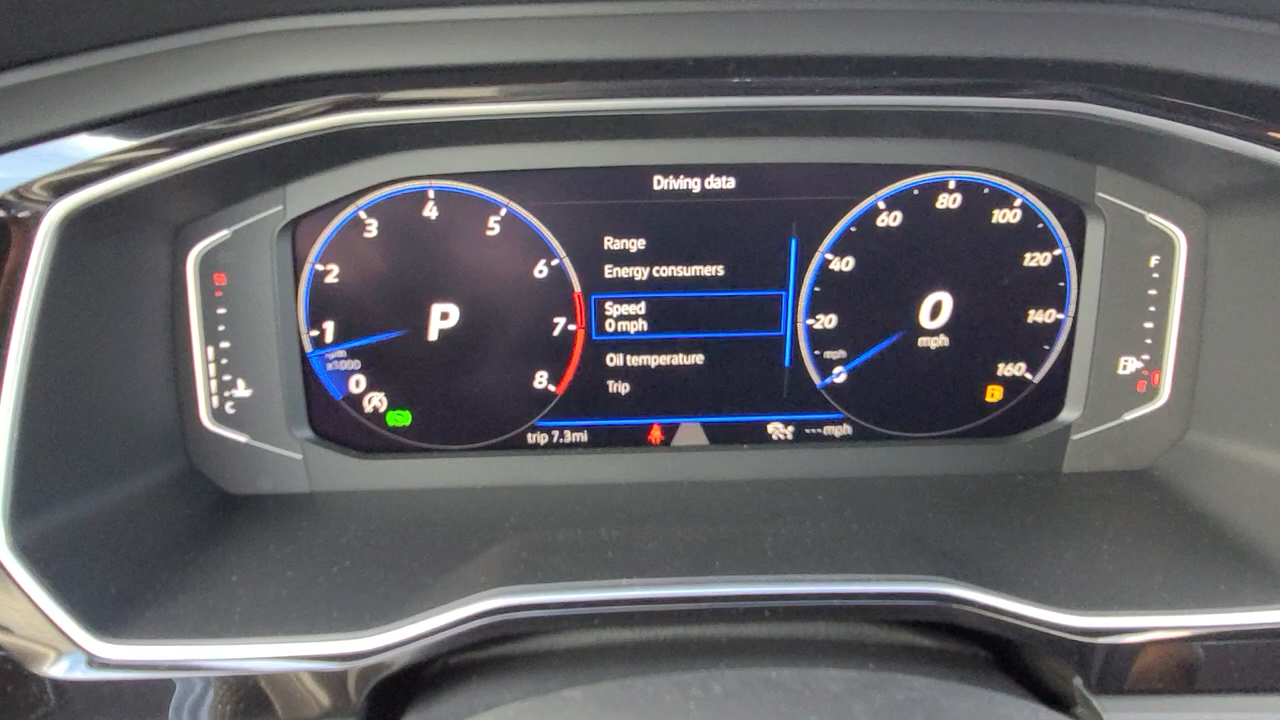 Driving data
1
2
3
4
5
6
7
8
0
x1000
P
Range
Energy consumers
Speed
0 mph
Oil temperature
Trip
20
40
60
80
100
120
140
160
mph
0
mph
trip 7.3mi
---mph
C
F